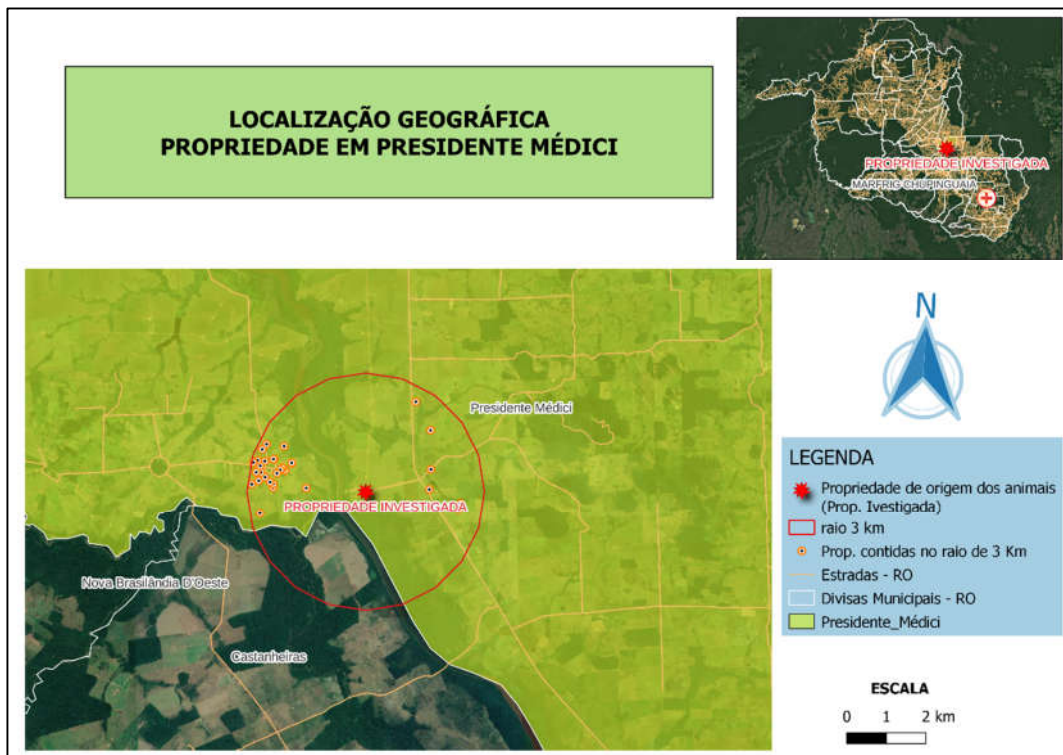 LOCALIZAÇÃO GEOGRÁFICA
PROPRIEDADE EM PRESIDENTE MÉDICI
PROPRIEDADE INVESTIGADA
MARFRIG CHUPINGUAIA
N
Presidente Médici
PROPRIEDADE INVESTIGADA
Nova Brasilândia D'Oeste
Castanheiras
LEGENDA
Propriedade de origem dos animais
(Prop. Ivestigada)
raio 3 km
Prop. contidas no raio de 3 Km
Estradas - RO
Divisas Municipais - RO
Presidente_Médici
ESCALA
0 1 2 km